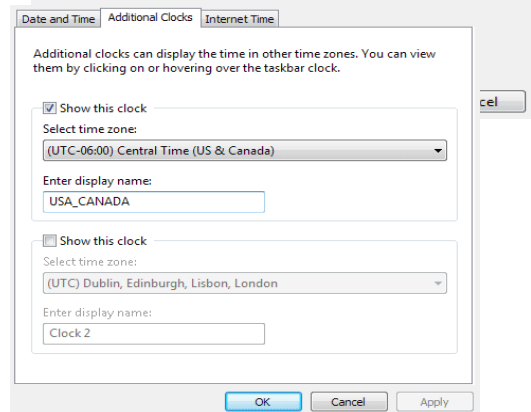 Date and Time Additional Clocks Internet Time
Additional clocks can display the time in other time zones. You can view
them by clicking on or hovering over the taskbar clock.
cel
Show this clock
Select time zone:
(UTC-06:00) Central Time (US & Canada)
Enter display name:
USA_CANADA
Show this clock
Select time zone:
(UTC) Dublin, Edinburgh, Lisbon, London
Enter display name:
Clock 2
OK Cancel Apply